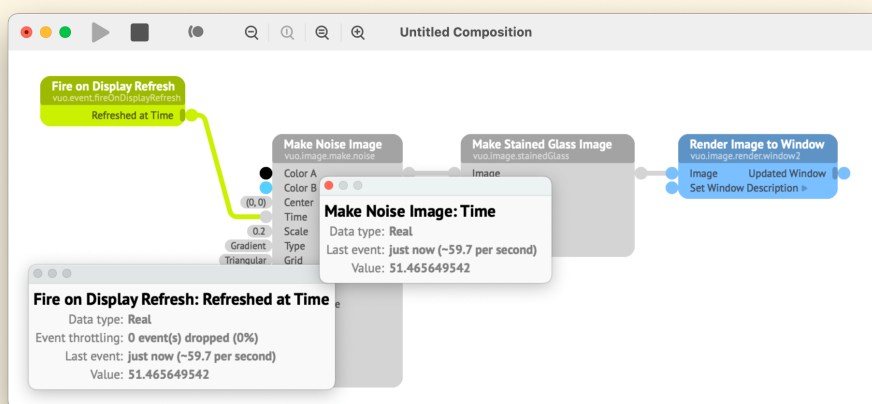 Untitled Composition
Fire on Display Refresh
vuo.event.fireOnDisplayRefresh
Refreshed at Time
Make Noise Image
vuo.image.make.noise
Color A
Color B
(0, 0) Center
Time
0.2 Scale
Gradient Type
Triangular Grid
Make Stained Glass Image
vuo.image.stainedGlass
Image
Render Image to Window
vuo.image.render.window2
Image Updated Window
Set Window Description
Make Noise Image: Time
Data type: Real
Last event: just now (~59.7 per second)
Value: 51.465649542
Fire on Display Refresh: Refreshed at Time
Data type: Real
Event throttling: 0 event(s) dropped (0%)
Last event: just now (~59.7 per second)
Value: 51.465649542